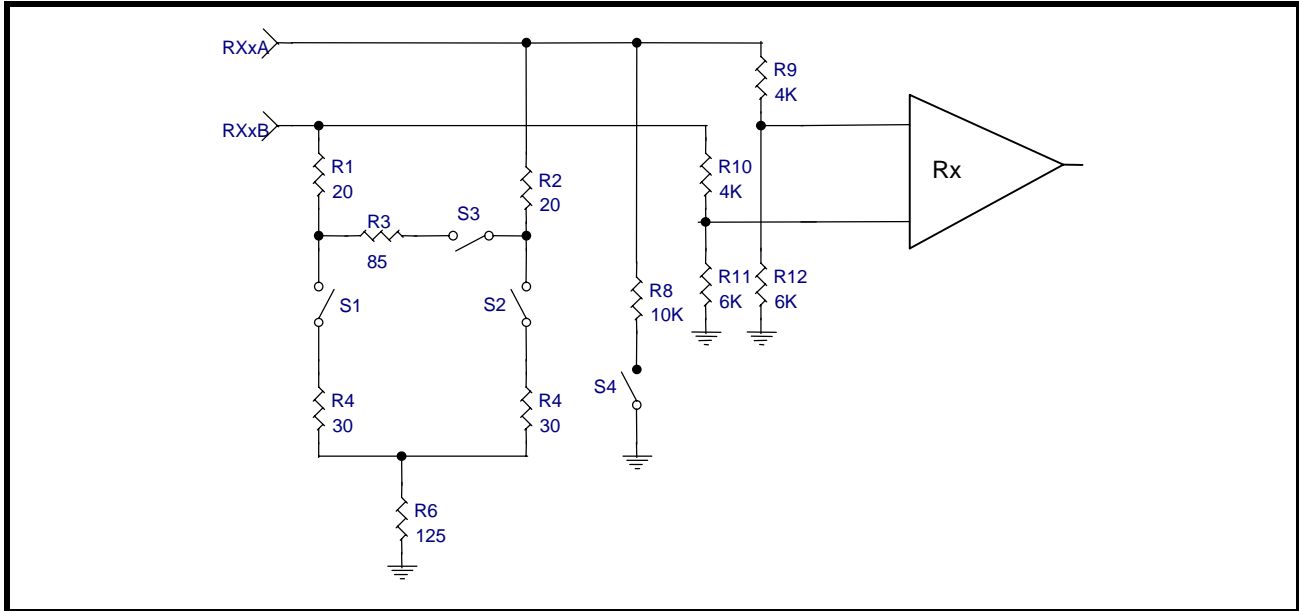 RXxA
R9
4K
RXxB
R1
20
R2
20
R10
4K
Rx
R3
85
S3
S1
S2
R8
10K
R11
6K
R12
6K
S4
R4
30
R4
30
R6
125